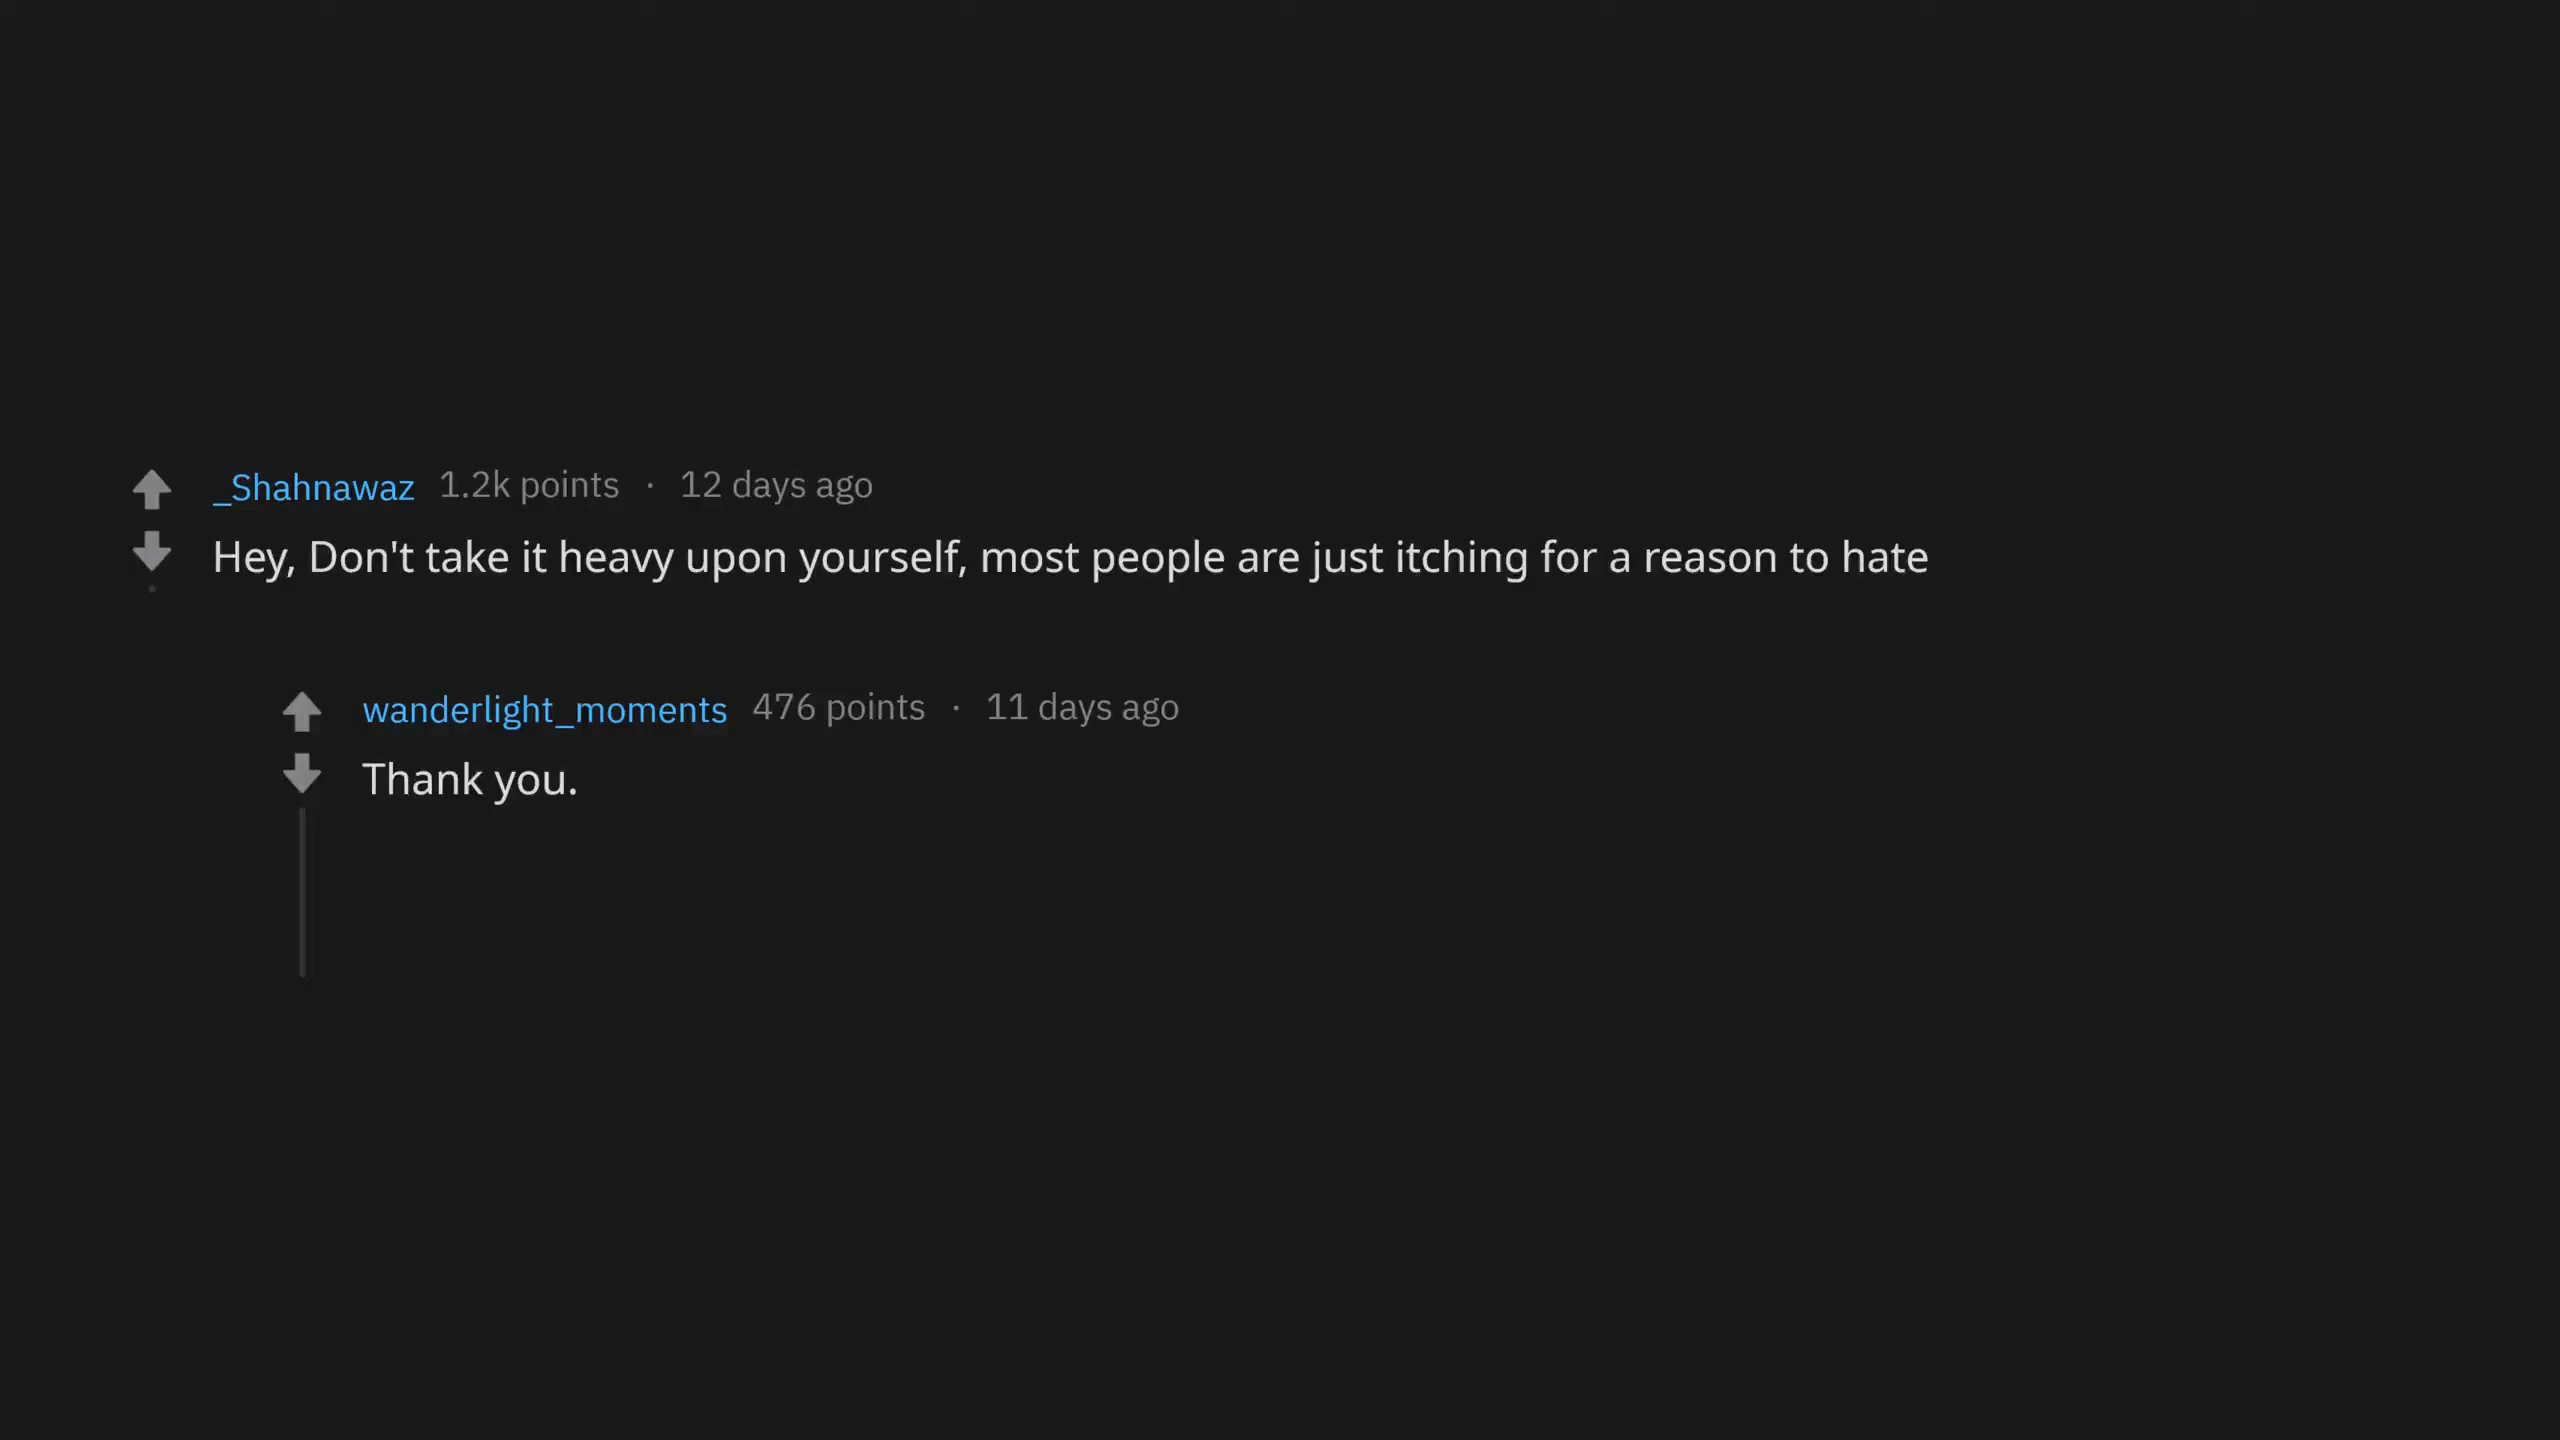 _Shahnawaz 1.2k points · 12 days ago
Hey, Don't take it heavy upon yourself, most people are just itching for a reason to hate
wanderlight_moments 476 points · 11 days ago
Thank you.